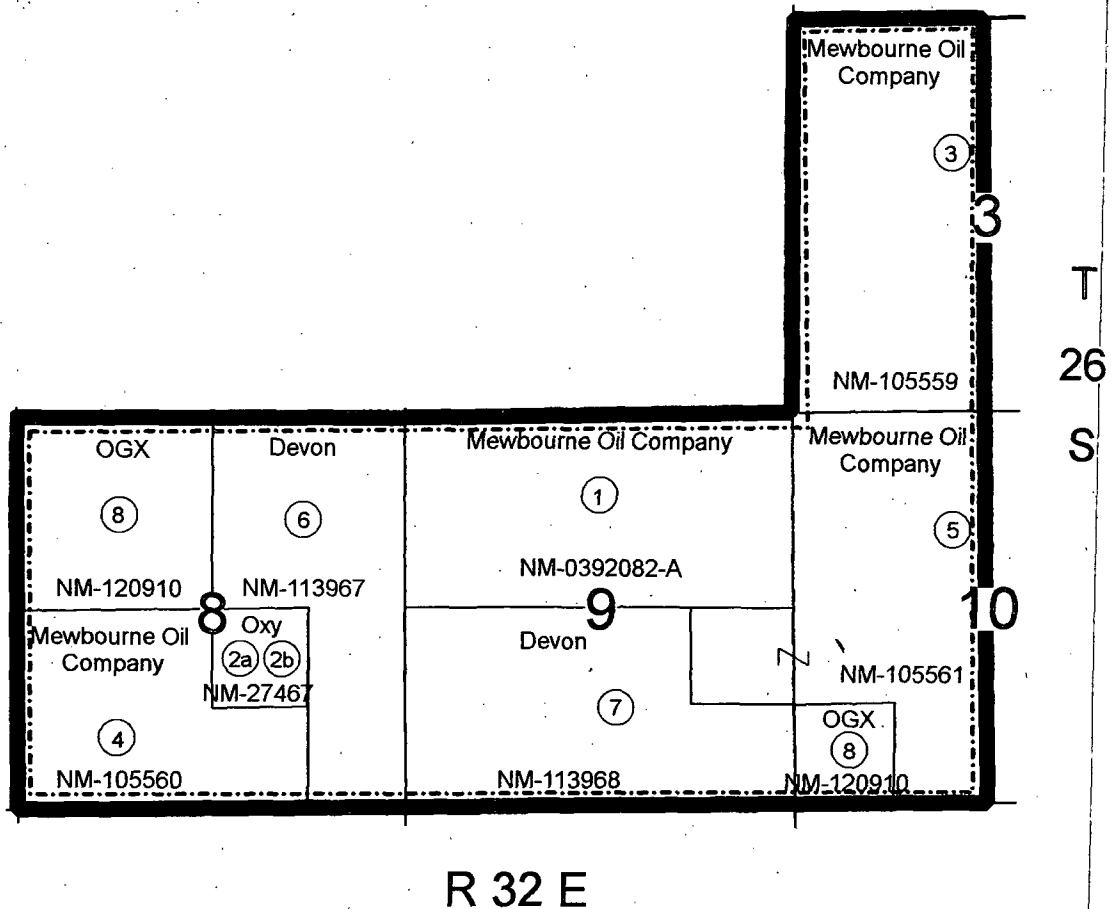 Mewbourne Oil
Company
3
3
NM-105559
T
26
S
OGX
8
NM-120910
Devon
6
NM-113967
Mewbourne Oil Company
1
NM-0392082-A
Mewbourne Oil
Company
5
NM-105561
8
9
10
Mewbourne Oil
Company
4
NM-105560
Oxy
2a 2b
NM-27467
Devon
7
NM-113968
Z
OGX
8
NM-120910
R 32 E